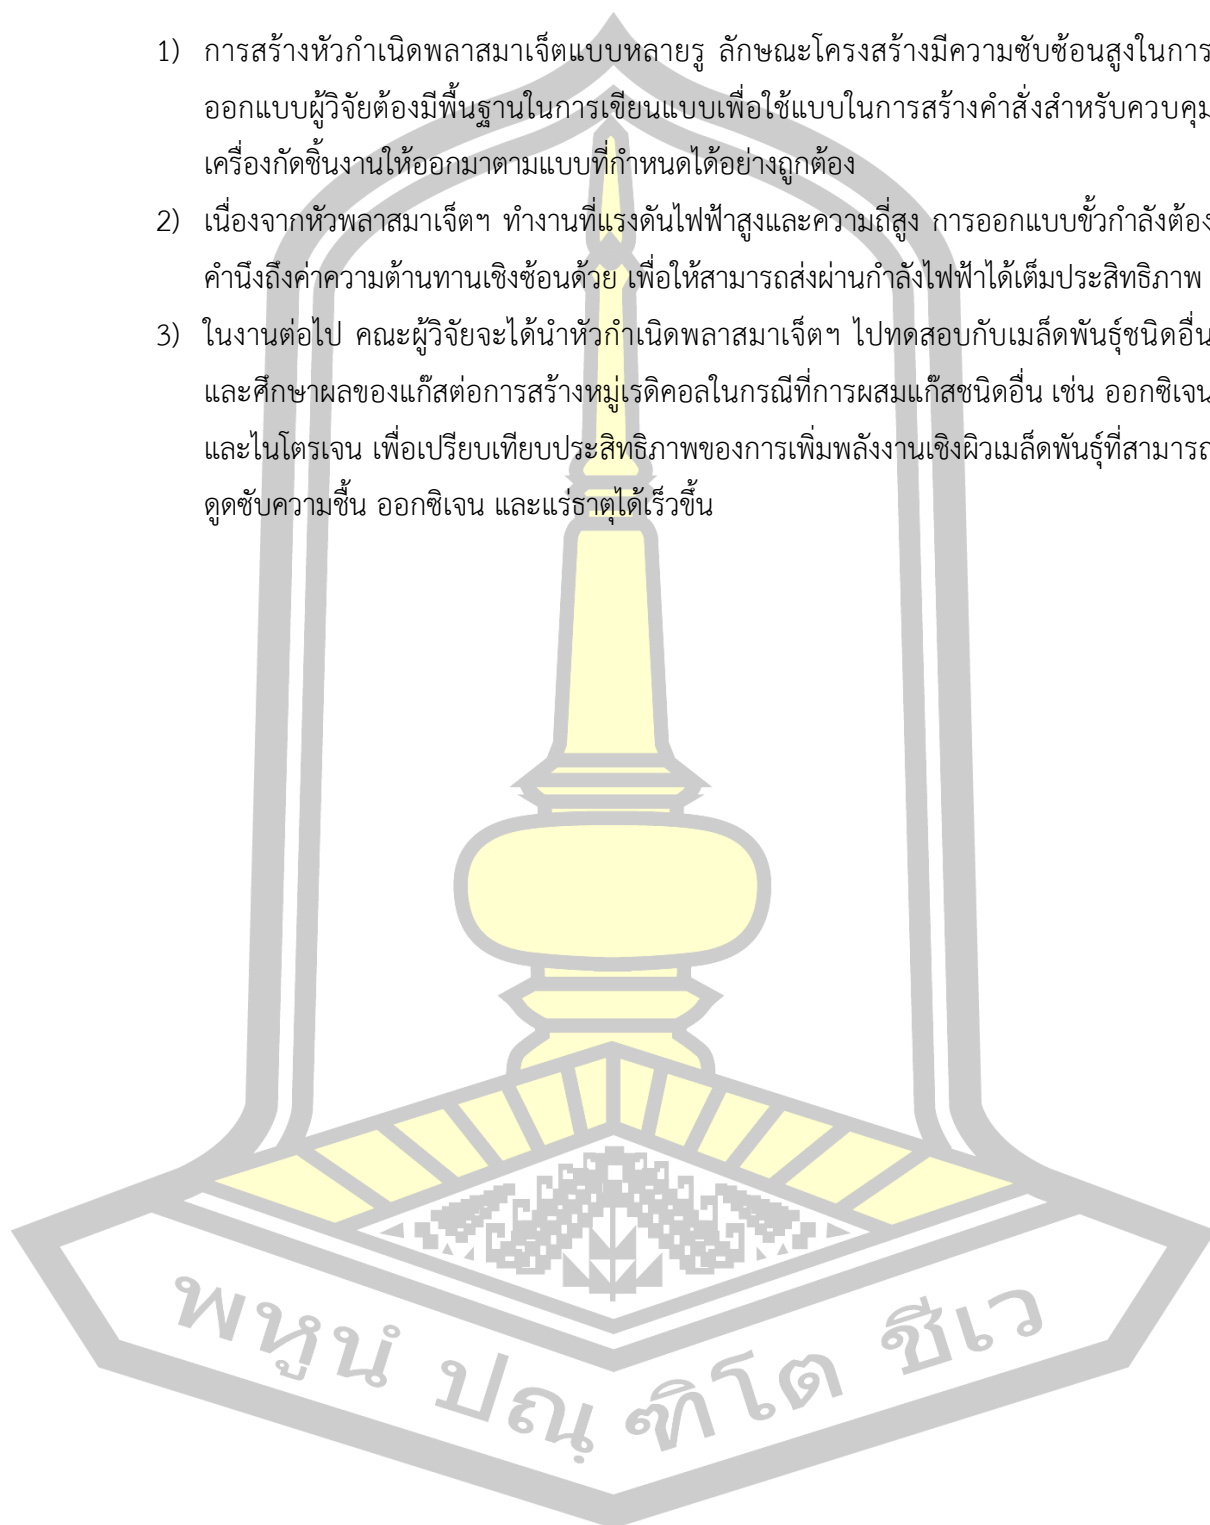 1) การสร้างหัวกำเนิดพลาสมาเจ็ตแบบหลายรู ลักษณะโครงสร้างมีความซับซ้อนสูงในการ
ออกแบบผู้วิจัยต้องมีพื้นฐานในการเขียนแบบเพื่อใช้แบบในการสร้างคำสั่งสำหรับควบคุม
เครื่องกัดชิ้นงานให้ออกมาตามแบบที่กำหนดได้อย่างถูกต้อง
2) เนื่องจากหัวพลาสมาเจ็ตฯ ทำงานที่แรงดันไฟฟ้าสูงและความถี่สูง การออกแบบขั้วกำลังต้อง
คำนึงถึงค่าความต้านทานเชิงซ้อนด้วย เพื่อให้สามารถส่งผ่านกำลังไฟฟ้าได้เต็มประสิทธิภาพ
3) ในงานต่อไป คณะผู้วิจัยจะได้นำหัวกำเนิดพลาสมาเจ็ตฯ ไปทดสอบกับเมล็ดพันธุ์ชนิดอื่น
และศึกษาผลของแก๊สต่อการสร้างหมู่เรดิคอลในกรณีที่การผสมแก๊สชนิดอื่น เช่น ออกซิเจน
และไนโตรเจน เพื่อเปรียบเทียบประสิทธิภาพของการเพิ่มพลังงานเชิงผิวเมล็ดพันธุ์ที่สามารถ
ดูดซับความชื้น ออกซิเจน และแร่ธาตุได้เร็วขึ้น
พหูนํ ปณฺฑิโต ชีเว